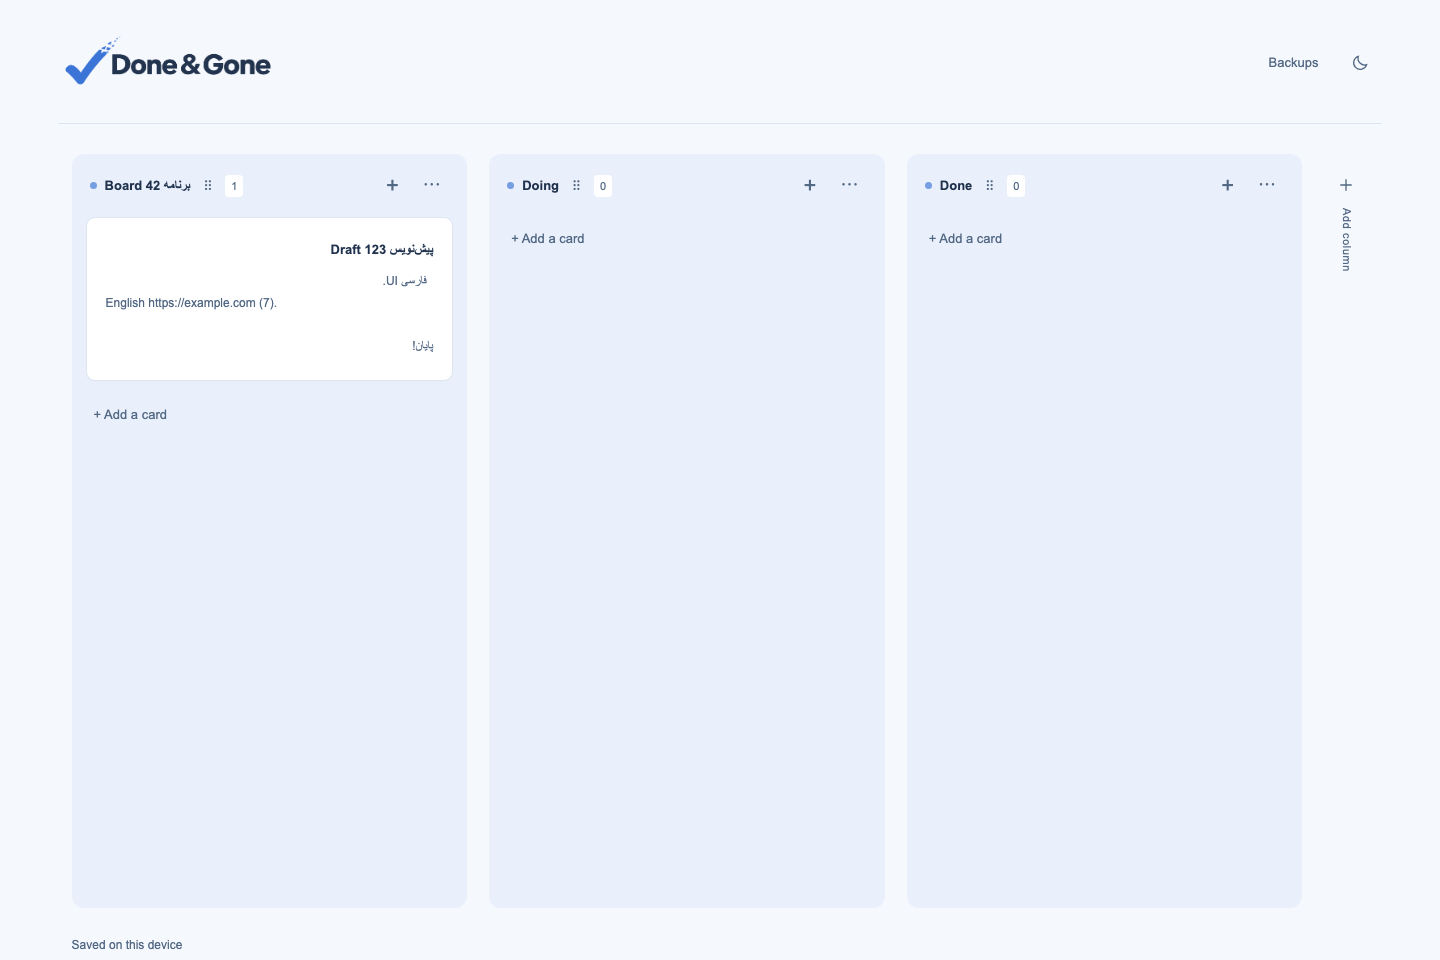 Done & Gone
Backups
برنامه Board 42
1
+
...
پیش‌نویس Draft 123
فارسی UI.
English https://example.com (7).
پایان!
+ Add a card
Doing
0
+
...
+ Add a card
Done
0
+
...
+ Add a card
+
Add column
Saved on this device